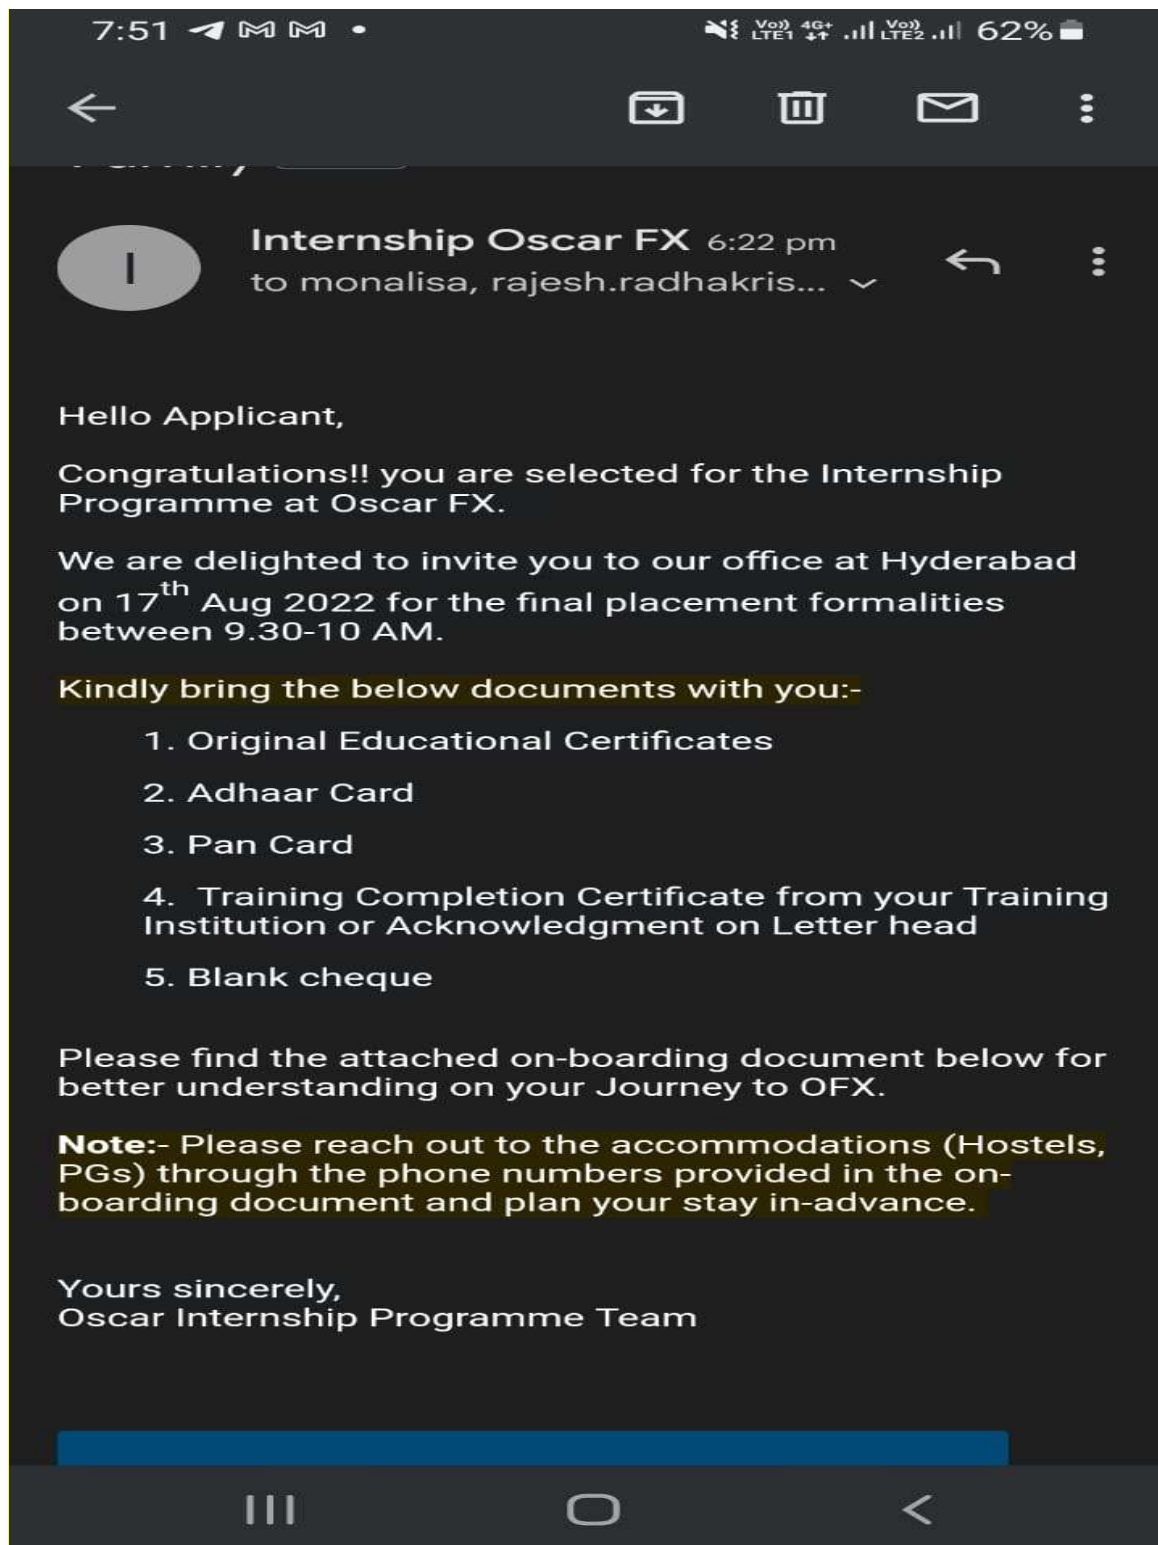 7:51 62%
Internship Oscar FX 6:22 pm
I
to monalisa, rajesh.radhakris...
Hello Applicant,
Congratulations!! you are selected for the Internship
Programme at Oscar FX.
We are delighted to invite you to our office at Hyderabad
on 17th Aug 2022 for the final placement formalities
between 9.30-10 AM.
Kindly bring the below documents with you:-
1. Original Educational Certificates
2. Adhaar Card
3. Pan Card
4. Training Completion Certificate from your Training
Institution or Acknowledgment on Letter head
5. Blank cheque
Please find the attached on-boarding document below for
better understanding on your Journey to OFX.
Note:- Please reach out to the accommodations (Hostels,
PGs) through the phone numbers provided in the on-
boarding document and plan your stay in-advance.
Yours sincerely,
Oscar Internship Programme Team